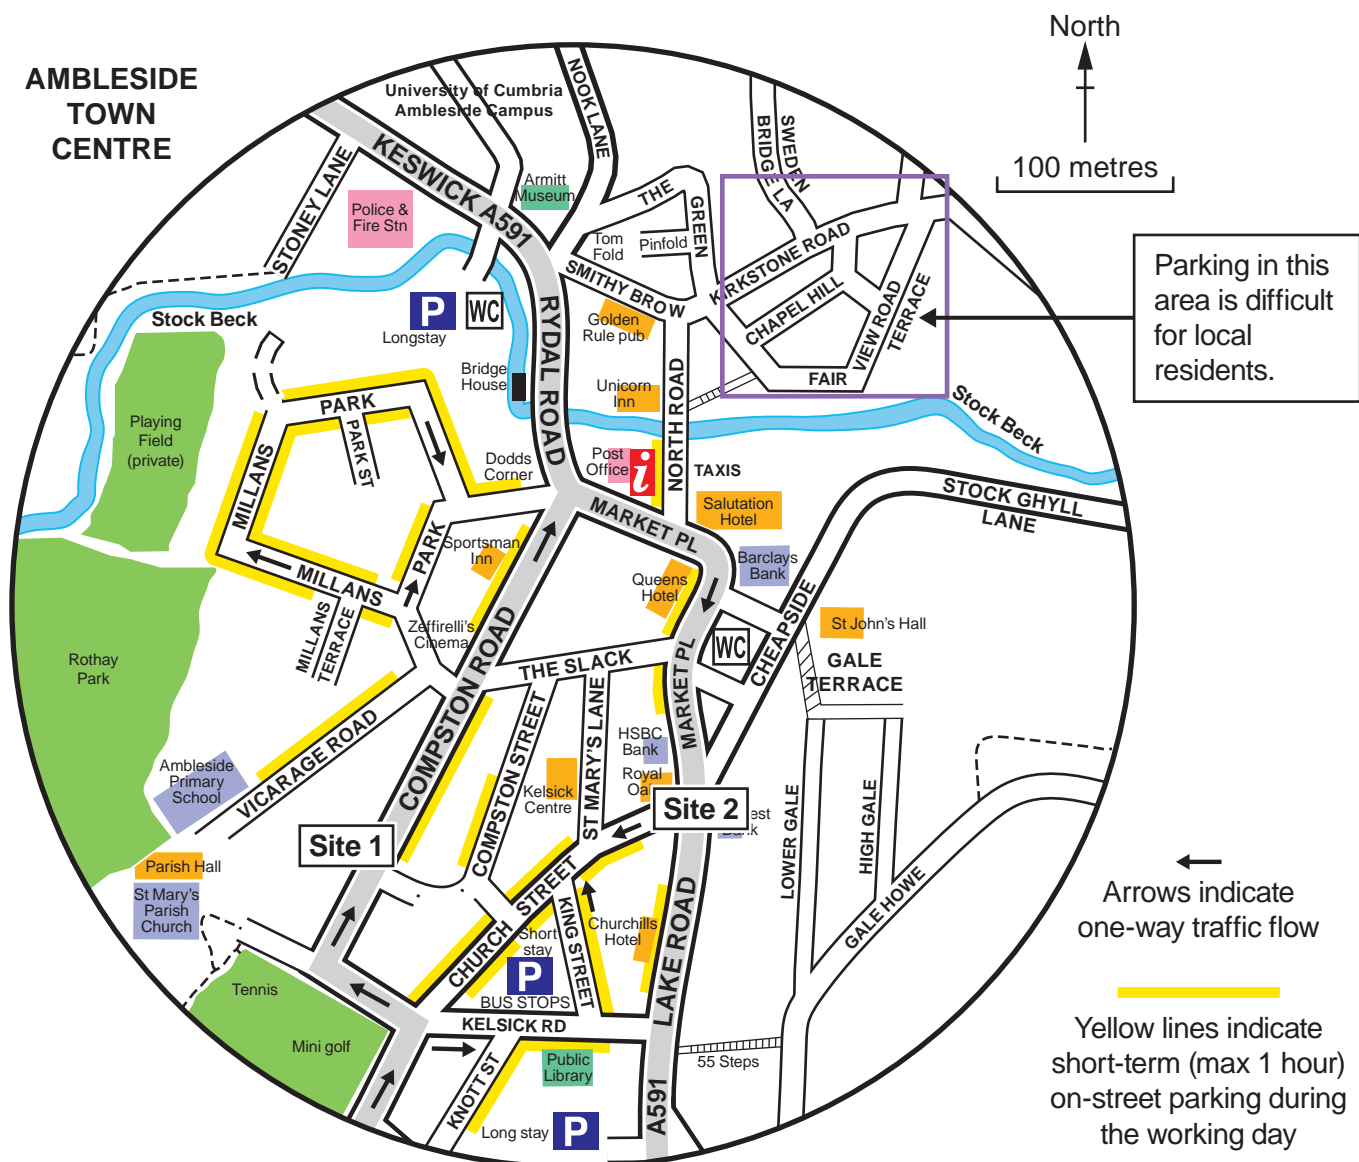 AMBLESIDE
TOWN
CENTRE
North
100 metres
Parking in this
area is difficult
for local
residents.
University of Cumbria
Ambleside Campus
NOOK LANE
KESWICK A591
STONEY LANE
Police &
Fire Stn
Armitt
Museum
THE
GREEN
Tom
Fold
Pinfold
SMITHY BROW
SWEDEN
BRIDGE LA
KIRKSTONE ROAD
CHAPEL HILL
FAIR
VIEW ROAD
TERRACE
Stock Beck
P
WC
Longstay
RYDAL ROAD
Golden
Rule pub
Bridge
House
Unicorn
Inn
NORTH ROAD
Stock Beck
Playing
Field
(private)
PARK
PARK ST
MILLANS
Dodds
Corner
Post
Office
i
TAXIS
MARKET PL
Salutation
Hotel
STOCK GHYLL
LANE
MILLANS
PARK
Sportsman
Inn
Queens
Hotel
Barclays
Bank
MILLANS
TERRACE
Zeffirelli's
Cinema
COMPSTON ROAD
THE SLACK
WC
CHEAPSIDE
St John's Hall
GALE
TERRACE
Rothay
Park
MARKET PL
VICARAGE ROAD
COMPSTON STREET
ST MARY'S LANE
HSBC
Bank
Royal
Ambleside
Primary
School
Kelsick
Centre
Site 1
Site 2
LOWER GALE
HIGH GALE
GALE HOWE
Parish Hall
St Mary's
Parish
Church
CHURCH STREET
KING STREET
Churchills
Hotel
LAKE ROAD
Short
stay
P
BUS STOPS
KELSICK RD
Tennis
Mini golf
KNOTT ST
Public
Library
55 Steps
Long stay
P
A591
Arrows indicate
one-way traffic flow
Yellow lines indicate
short-term (max 1 hour)
on-street parking during
the working day